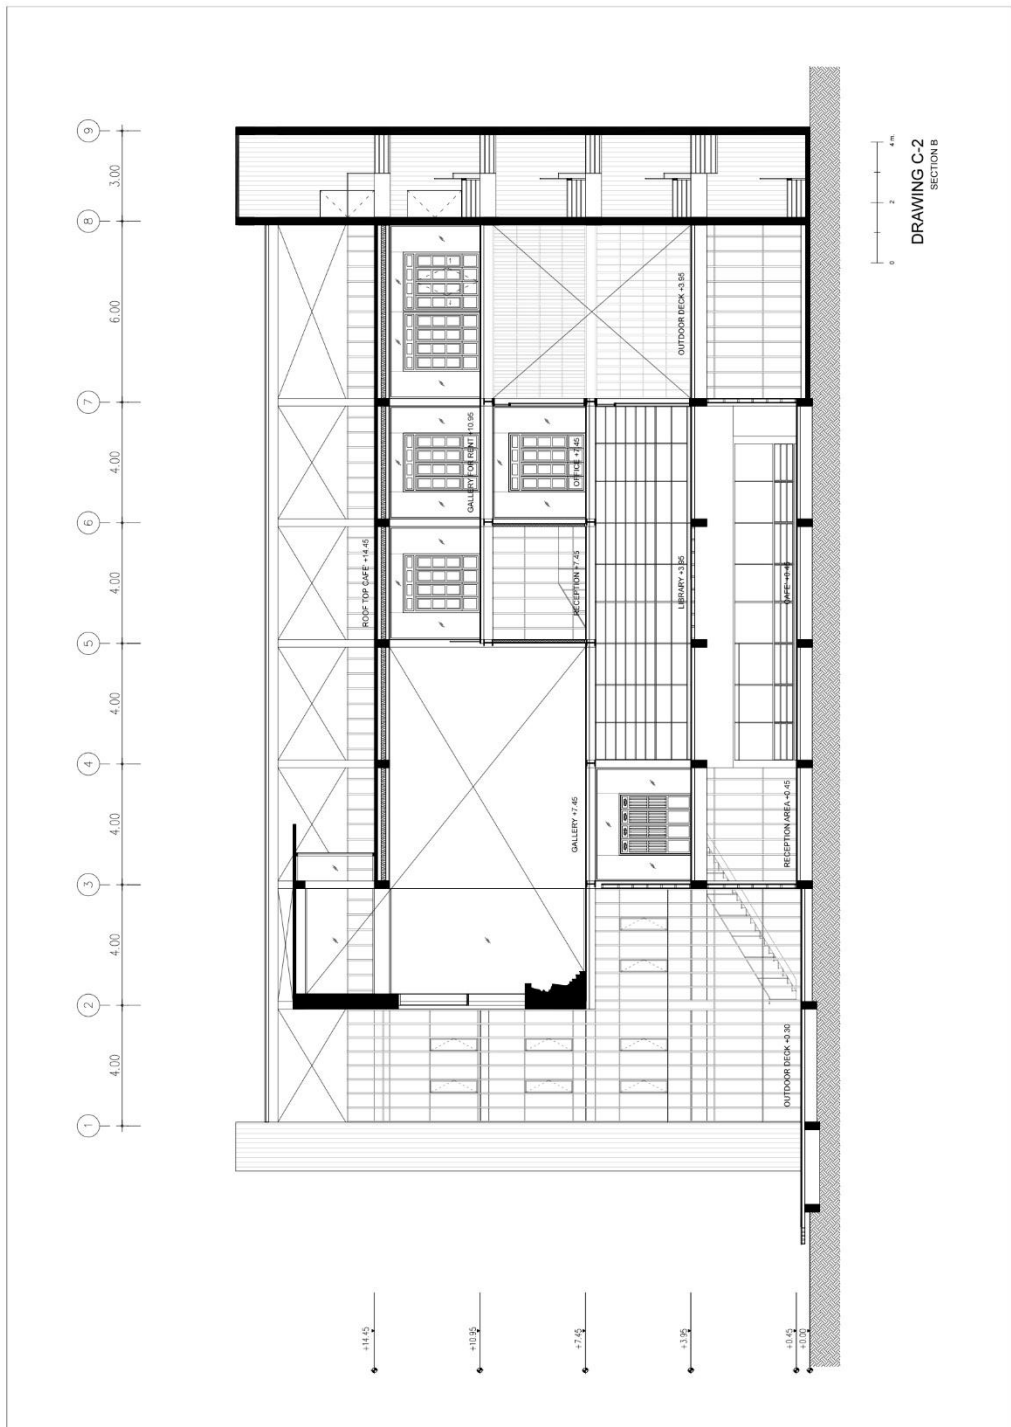 1 2 3 4 5 6 7 8 9
4.00 4.00 4.00 4.00 4.00 4.00 6.00 3.00
ROOF TOP CAFE' +14.45
+14.45
GALLERY FOR RENT +10.95
+10.95
GALLERY +7.45
RECEPTION +7.45
OFFICE +7.45
+7.45
LIBRARY +3.95
OUTDOOR DECK +3.95
+3.95
OUTDOOR DECK +0.30
RECEPTION AREA +0.45
CAFE' +0.45
+0.45
+0.00
0 2 4 m.
DRAWING C-2
SECTION B